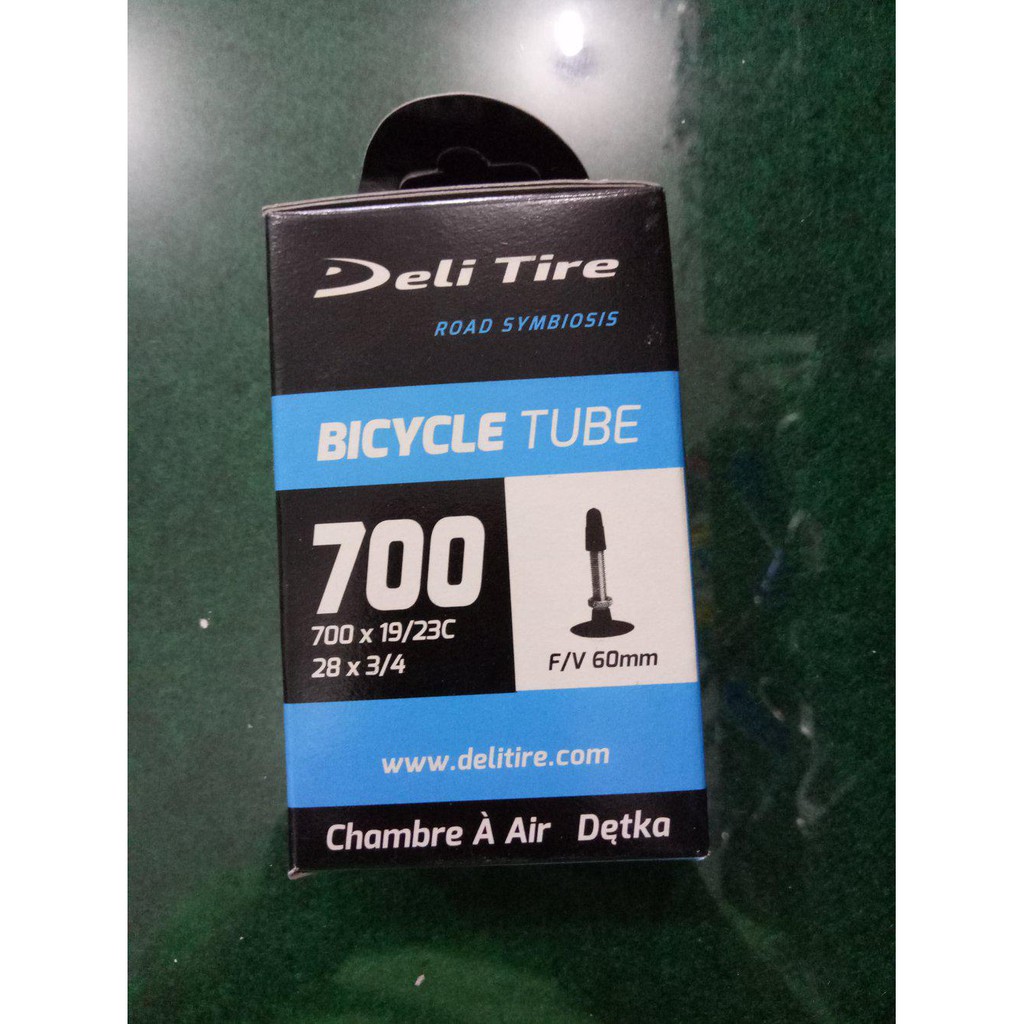 Deli Tire
ROAD SYMBIOSIS
BICYCLE TUBE
700
700 x 19/23C
28 x 3/4
F/V 60mm
www.delitire.com
Chambre À Air Dętka